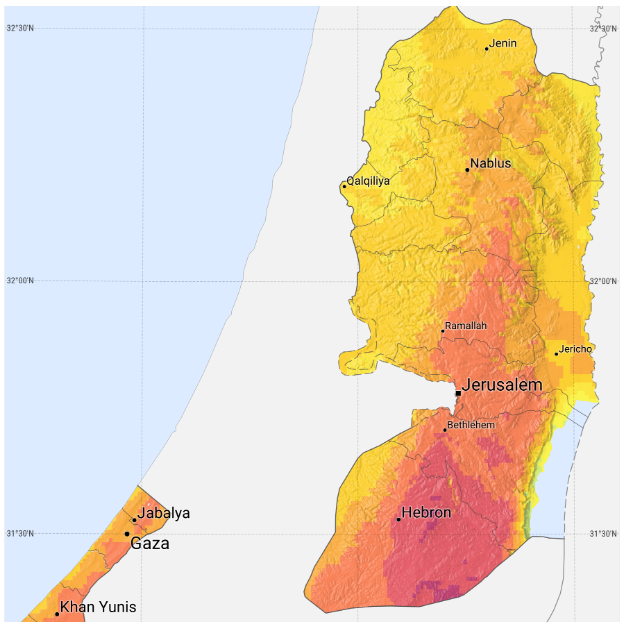 32°30'N
32°30'N
Jenin
Nablus
Qalqiliya
32°00'N
32°00'N
Ramallah
Jericho
Jerusalem
Bethlehem
Jabalya
Hebron
31°30'N
31°30'N
Gaza
Khan Yunis